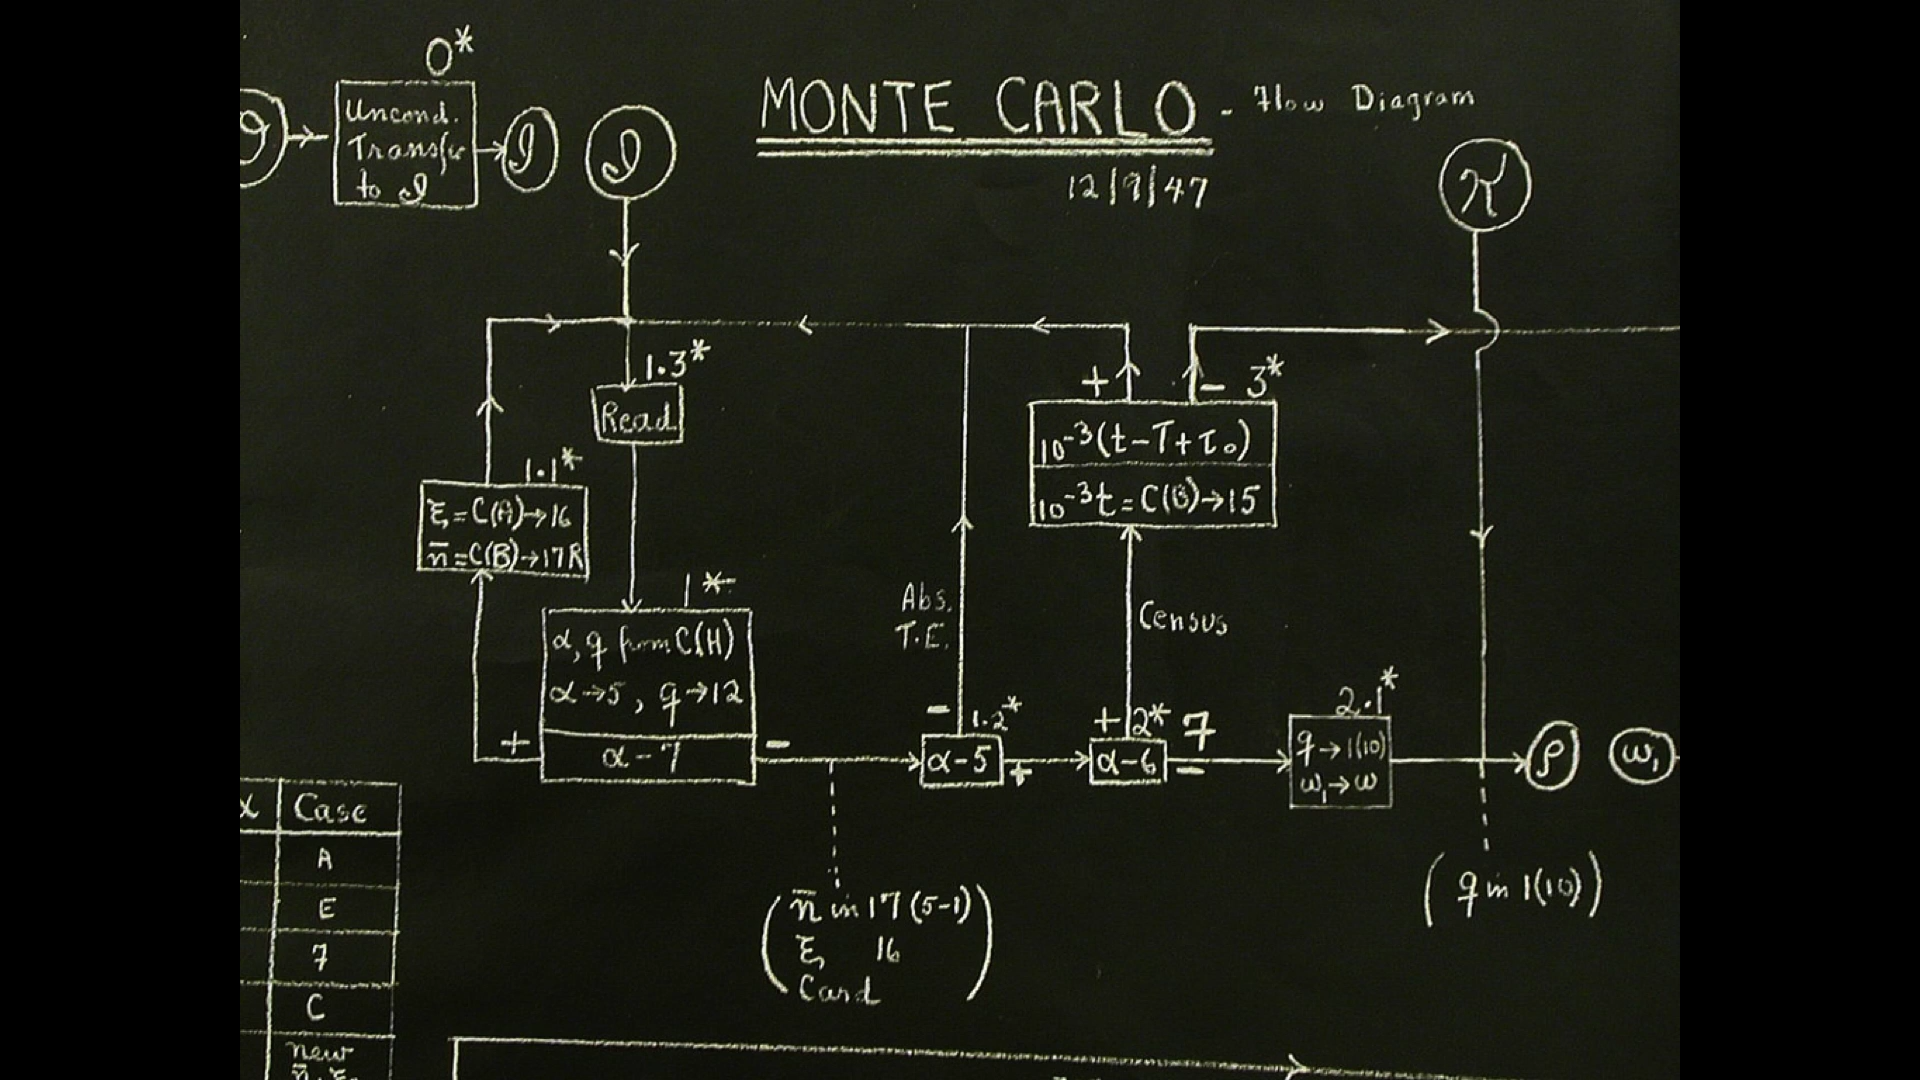 0*
Uncond.
Transfer
to I
MONTE CARLO - Flow Diagram
12/9/47
1.3*
Read
+ - 3*
10⁻³(t-T+τ₀)
10⁻³t=C(B)→15
1.1*
ξ=C(A)→16
n̄=C(B)→17R
Abs.
T.E.
Census
1*
α, q from C(H)
α→5, q→12
+ α-7 -
- 1.2*
α-5 +
+ 2* 7
α-6 -
2.1*
q→1(10)
ω₁→ω
ρ
ω₁
(q in 1(10))
(n̄ in 17(5-1)
ξ 16
Card)
α Case
A
E
7
C
new
n̄, ξ